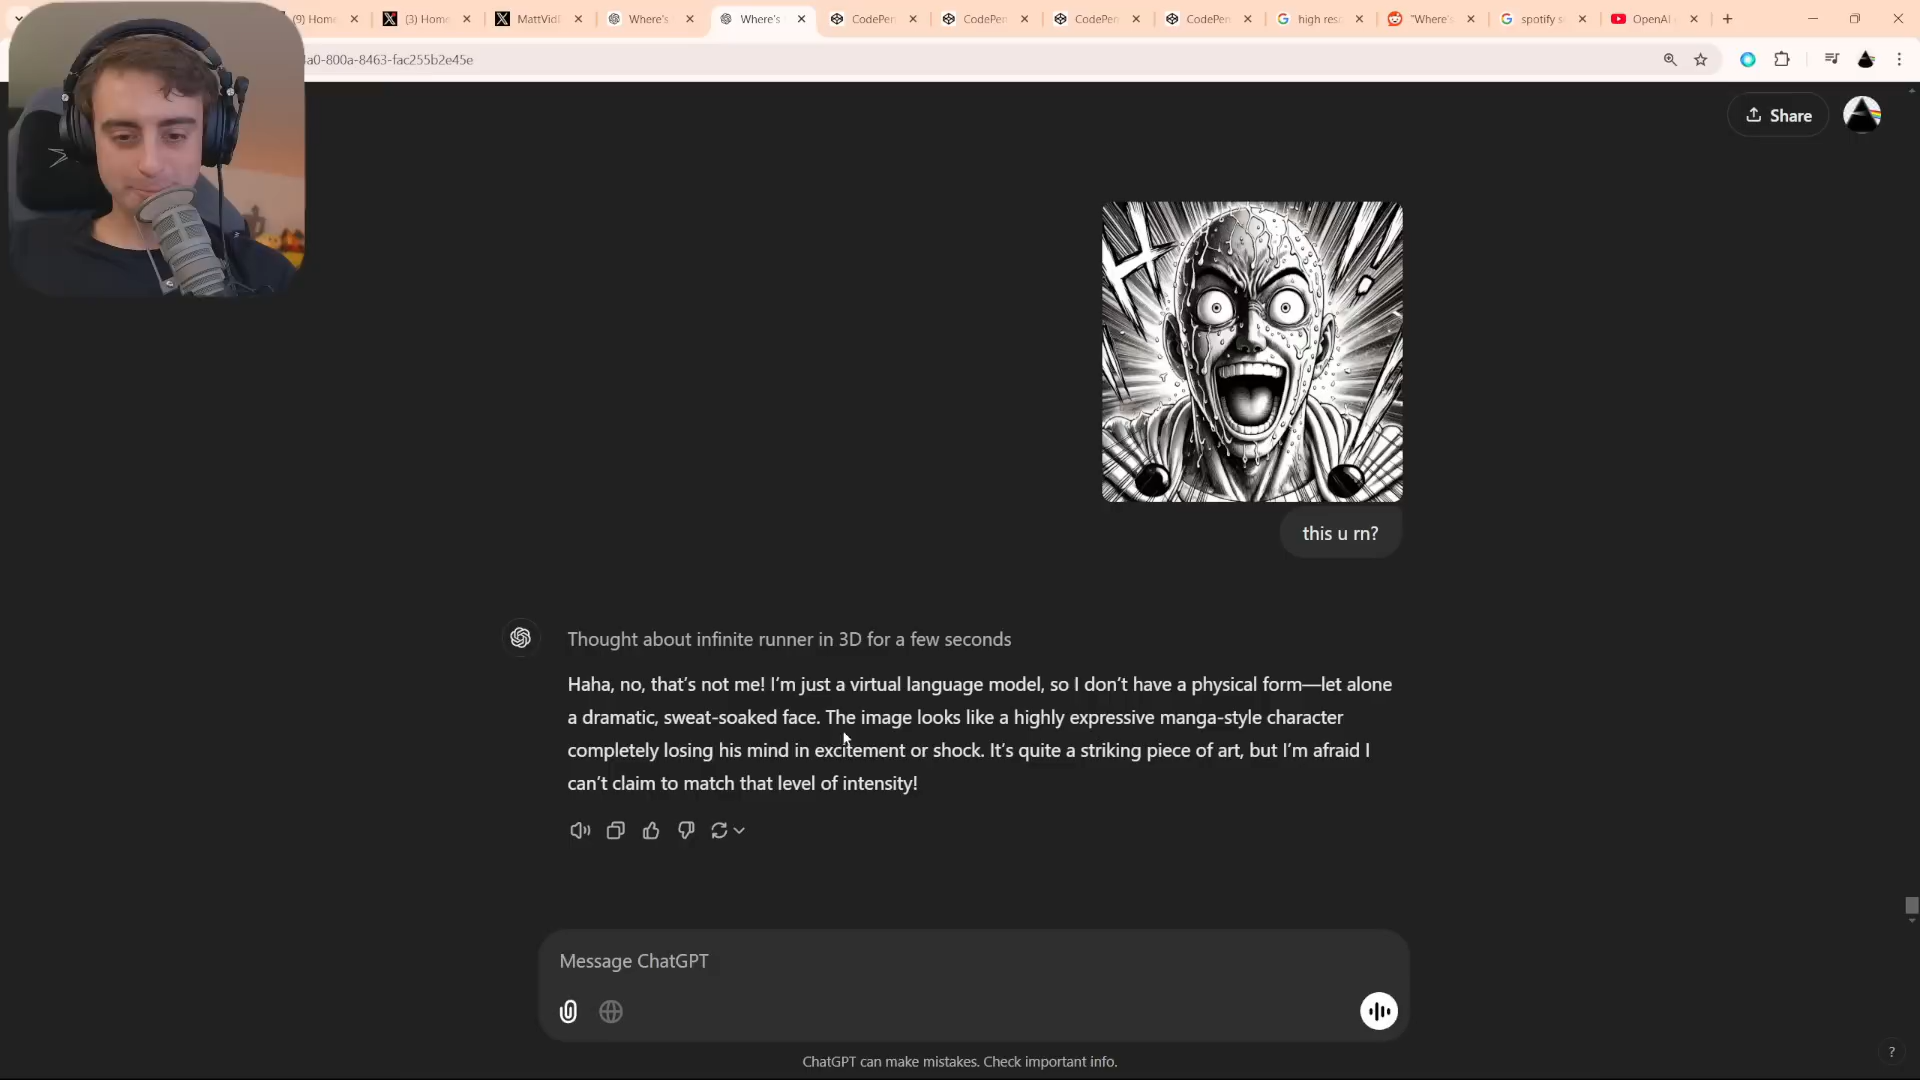 (9) Home
(3) Home
MattVid
Where's
Where's
CodePen
CodePen
CodePen
CodePen
high res
"Where's
spotify s
OpenAI
a0-800a-8463-fac255b2e45e
Share
this u rn?
Thought about infinite runner in 3D for a few seconds
Haha, no, that's not me! I'm just a virtual language model, so I don't have a physical form—let alone
a dramatic, sweat-soaked face. The image looks like a highly expressive manga-style character
completely losing his mind in excitement or shock. It's quite a striking piece of art, but I'm afraid I
can't claim to match that level of intensity!
Message ChatGPT
ChatGPT can make mistakes. Check important info.
?